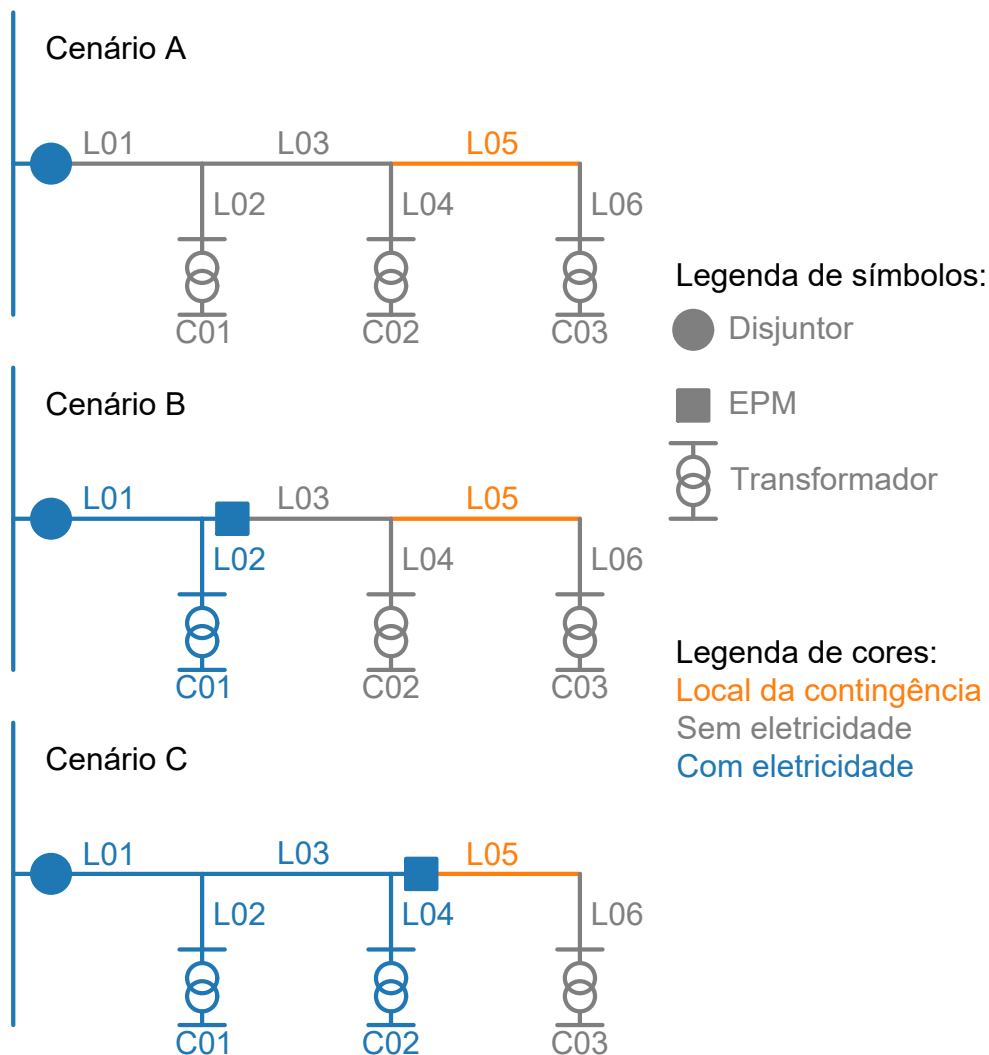 Cenário A
L01
L03
L05
L02
L04
L06
C01
C02
C03
Legenda de símbolos:
Disjuntor
EPM
Transformador
Cenário B
L01
L03
L05
L02
L04
L06
C01
C02
C03
Legenda de cores:
Local da contingência
Sem eletricidade
Com eletricidade
Cenário C
L01
L03
L05
L02
L04
L06
C01
C02
C03